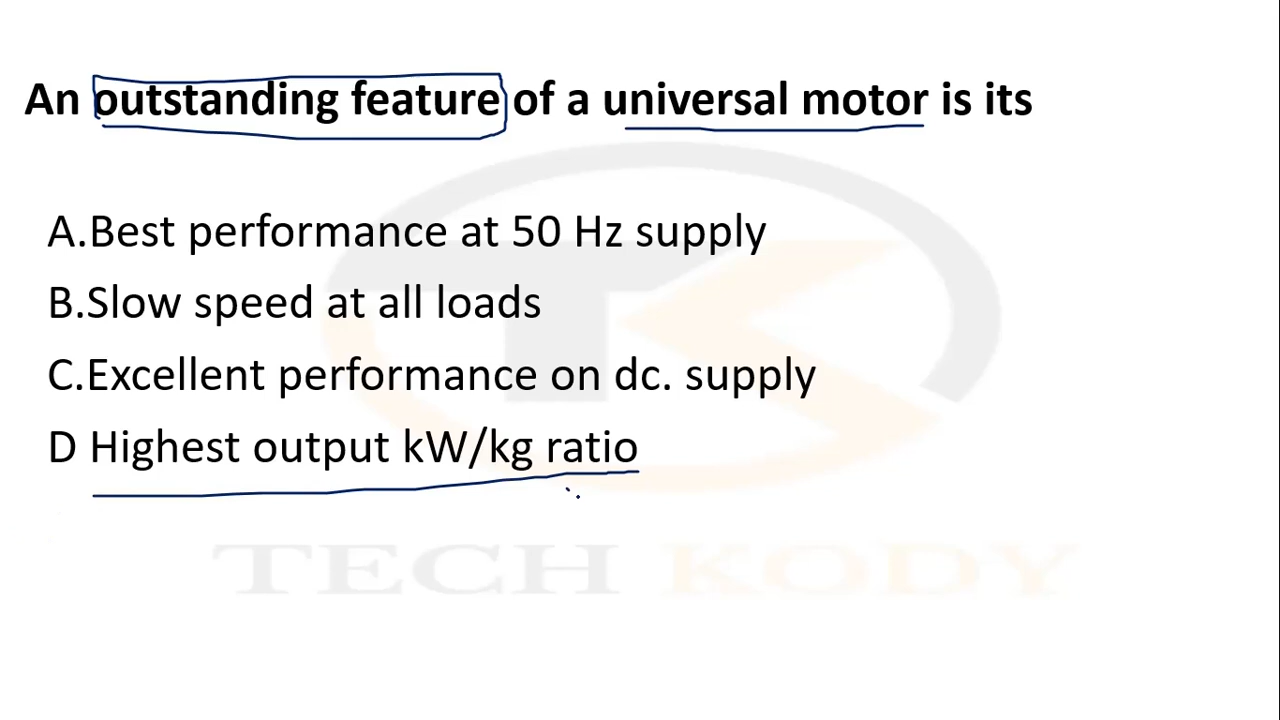 An outstanding feature of a universal motor is its
A.Best performance at 50 Hz supply
B.Slow speed at all loads
C.Excellent performance on dc. supply
D Highest output kW/kg ratio
TECH KODY